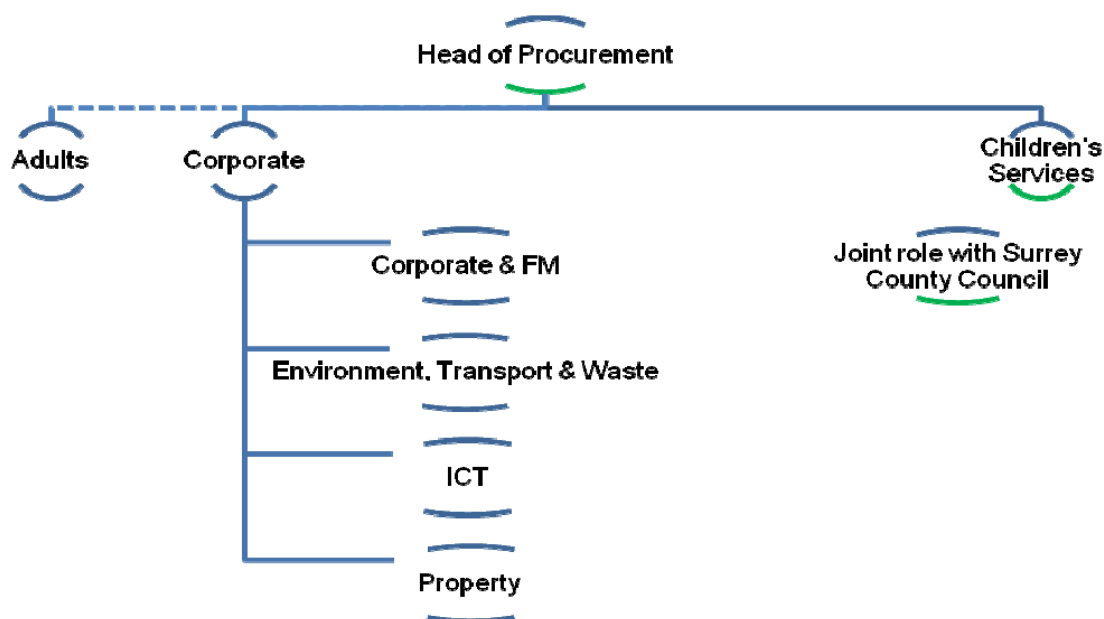 Head of Procurement
Adults
Corporate
Children's
Services
Corporate & FM
Joint role with Surrey
County Council
Environment, Transport & Waste
ICT
Property